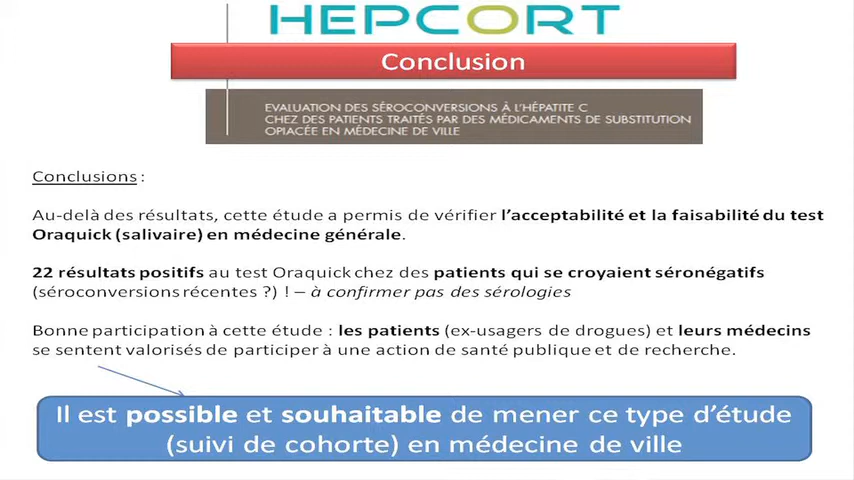 HEPCORT
Conclusion
EVALUATION DES SÉROCONVERSIONS À L'HÉPATITE C
CHEZ DES PATIENTS TRAITÉS PAR DES MÉDICAMENTS DE SUBSTITUTION
OPIACÉE EN MÉDECINE DE VILLE
Conclusions :
Au-delà des résultats, cette étude a permis de vérifier l'acceptabilité et la faisabilité du test
Oraquick (salivaire) en médecine générale.
22 résultats positifs au test Oraquick chez des patients qui se croyaient séronégatifs
(séroconversions récentes ?) ! – à confirmer pas des sérologies
Bonne participation à cette étude : les patients (ex-usagers de drogues) et leurs médecins
se sentent valorisés de participer à une action de santé publique et de recherche.
Il est possible et souhaitable de mener ce type d'étude
(suivi de cohorte) en médecine de ville